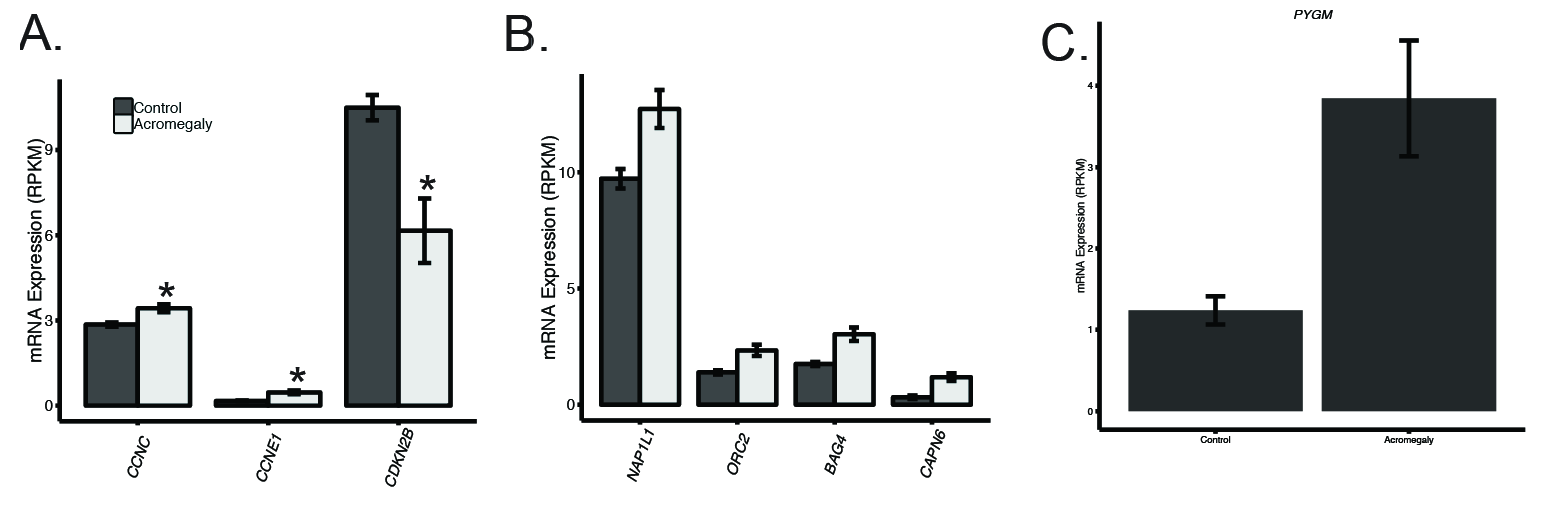 A.
mRNA Expression (RPKM)
9
6
3
0
Control
Acromegaly
*
*
*
CCNC
CCNE1
CDKN2B
B.
mRNA Expression (RPKM)
10
5
0
NAP1L1
ORC2
BAG4
CAPN6
C.
PYGM
mRNA Expression (RPKM)
4
3
2
1
0
Control
Acromegaly